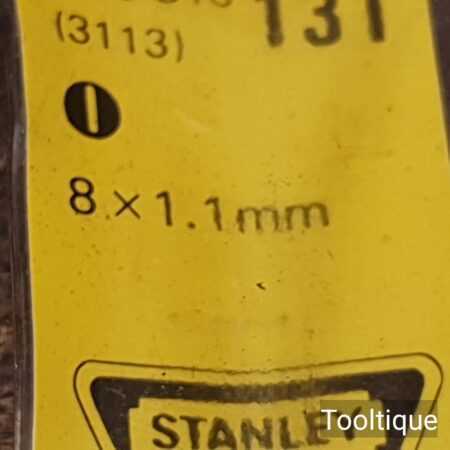 (3113)
131
8 × 1.1mm
STANLEY
Tooltique